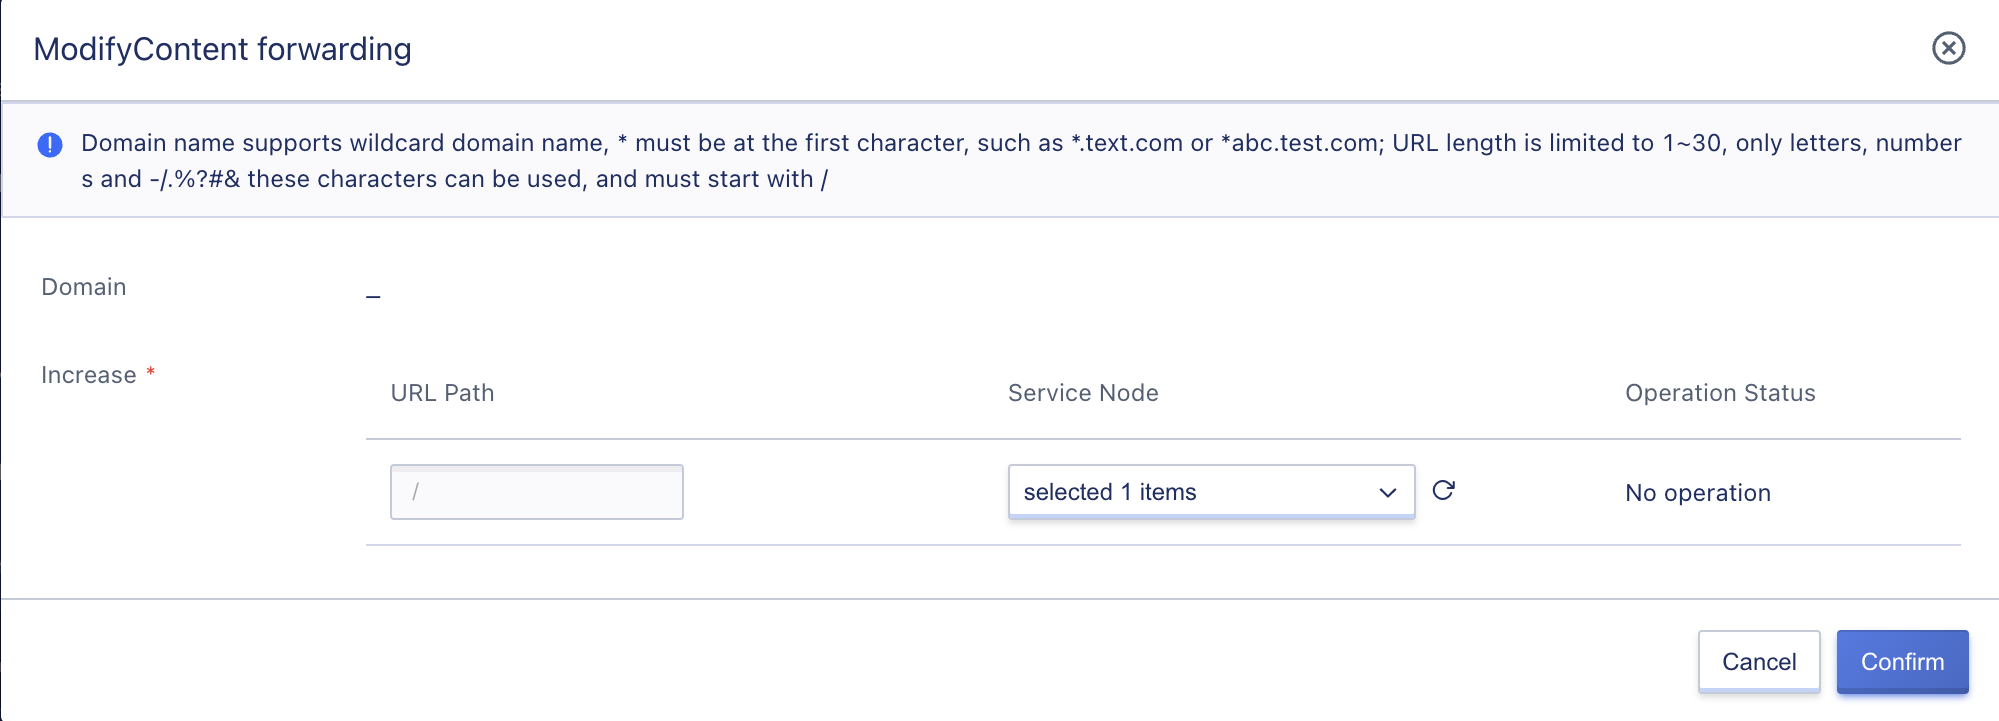 ModifyContent forwarding
Domain name supports wildcard domain name, * must be at the first character, such as *.text.com or *abc.test.com; URL length is limited to 1~30, only letters, number
s and -/.%?#& these characters can be used, and must start with /
Domain
–
Increase *
URL Path
Service Node
Operation Status
/
selected 1 items
No operation
Cancel
Confirm